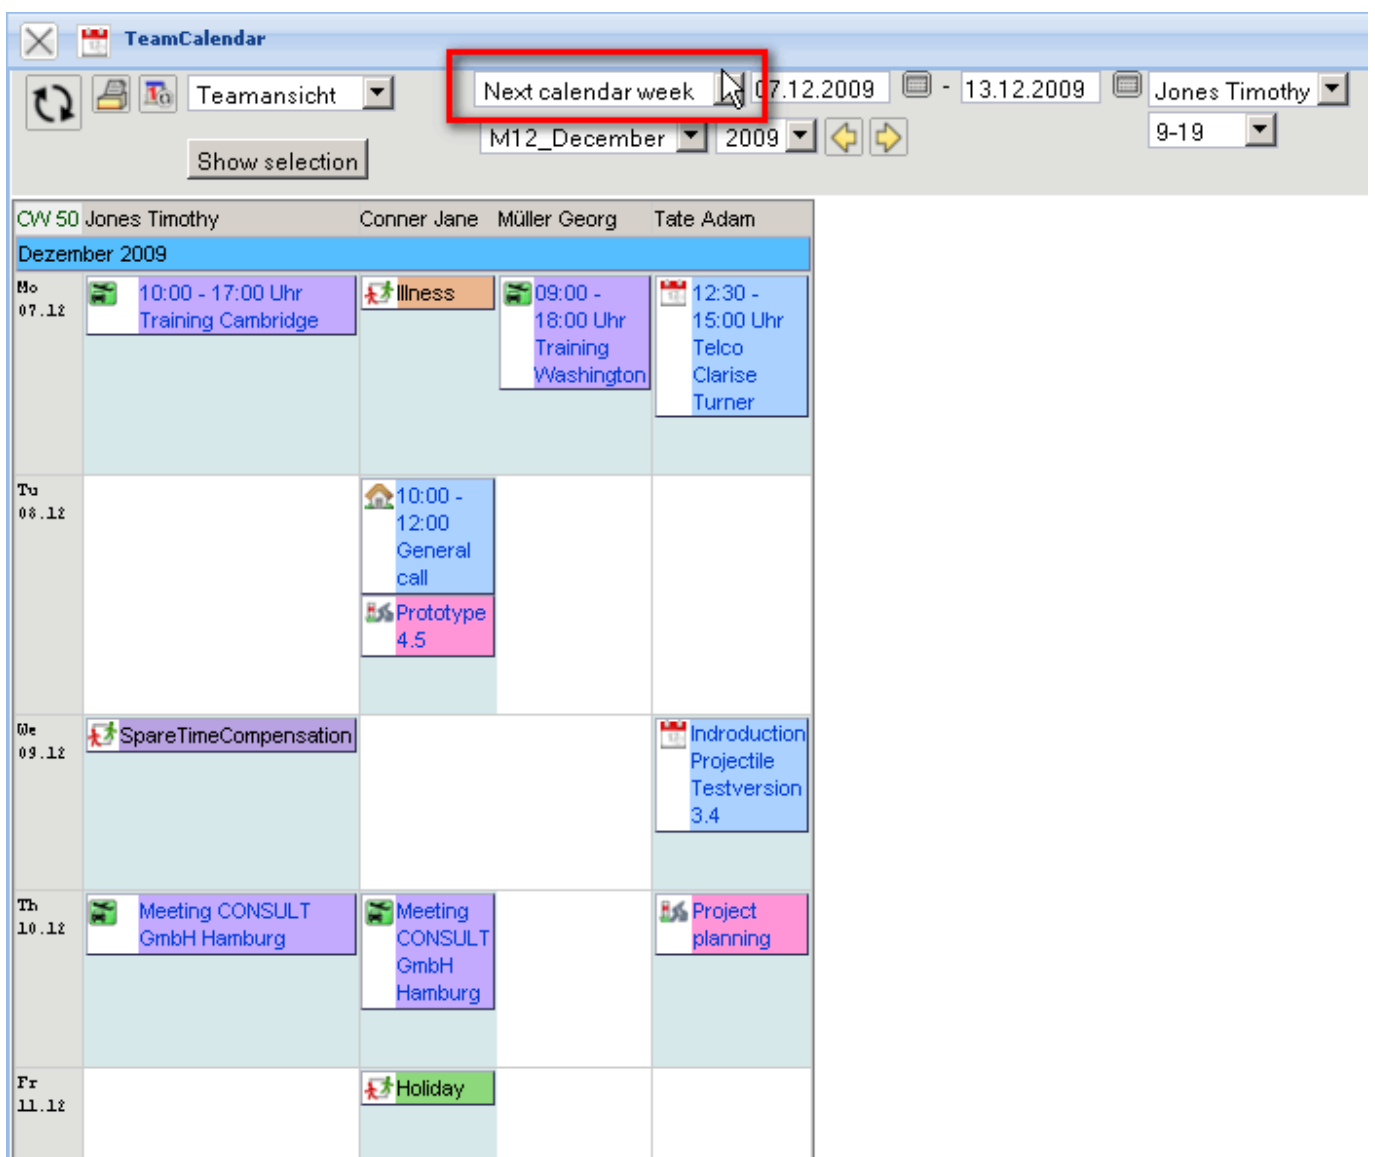 TeamCalendar
Teamansicht
Next calendar week
07.12.2009
-
13.12.2009
Jones Timothy
M12_December
2009
9-19
Show selection
CW 50 Jones Timothy Conner Jane Müller Georg Tate Adam
Dezember 2009
Mo
07.12
10:00 - 17:00 Uhr
Training Cambridge
Illness
09:00 -
18:00 Uhr
Training
Washington
12:30 -
15:00 Uhr
Telco
Clarise
Turner
Tu
08.12
10:00 -
12:00
General
call
Prototype
4.5
We
09.12
SpareTimeCompensation
Indroduction
Projectile
Testversion
3.4
Th
10.12
Meeting CONSULT
GmbH Hamburg
Meeting
CONSULT
GmbH
Hamburg
Project
planning
Fr
11.12
Holiday